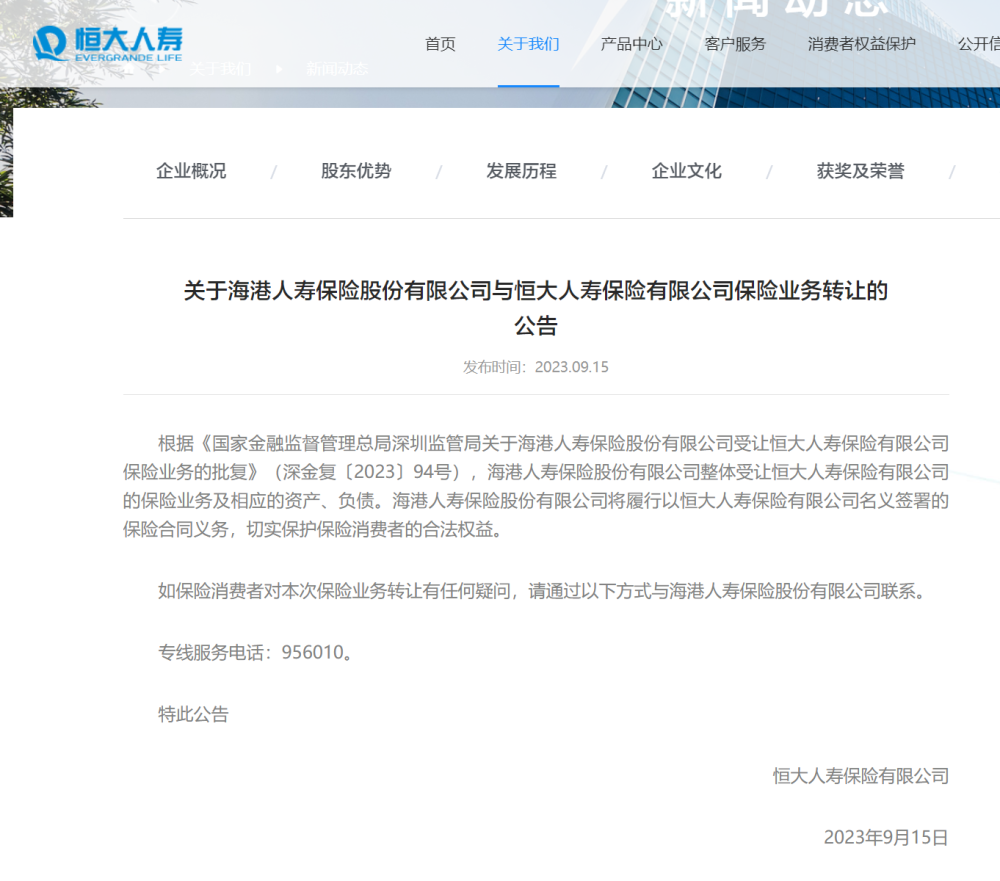 新闻动态
恒大人寿
EVERGRANDE LIFE
首页
关于我们
产品中心
客户服务
消费者权益保护
公开信
关于我们
新闻动态
企业概况 / 股东优势 / 发展历程 / 企业文化 / 获奖及荣誉 /
关于海港人寿保险股份有限公司与恒大人寿保险有限公司保险业务转让的
公告
发布时间：2023.09.15
根据《国家金融监督管理总局深圳监管局关于海港人寿保险股份有限公司受让恒大人寿保险有限公司
保险业务的批复》（深金复〔2023〕94号），海港人寿保险股份有限公司整体受让恒大人寿保险有限公司
的保险业务及相应的资产、负债。海港人寿保险股份有限公司将履行以恒大人寿保险有限公司名义签署的
保险合同义务，切实保护保险消费者的合法权益。
如保险消费者对本次保险业务转让有任何疑问，请通过以下方式与海港人寿保险股份有限公司联系。
专线服务电话：956010。
特此公告
恒大人寿保险有限公司
2023年9月15日